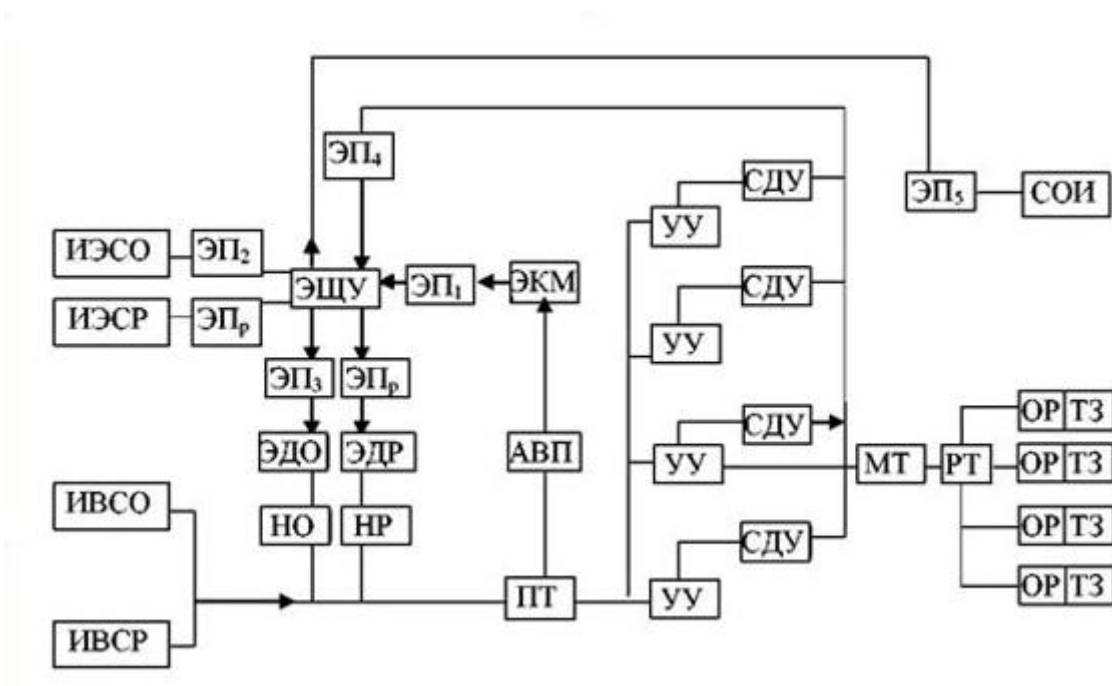 ЭП₄
СДУ
ЭП₅
СОИ
УУ
ИЭСО
ЭП₂
ЭЩУ
ЭП₁
ЭКМ
СДУ
ИЭСР
ЭПр
УУ
ЭП₃
ЭПр
ОР
ТЗ
СДУ
ЭДО
ЭДР
АВП
УУ
МТ
РТ
ОР
ТЗ
ИВСО
НО
НР
СДУ
ОР
ТЗ
ПТ
УУ
ОР
ТЗ
ИВСР